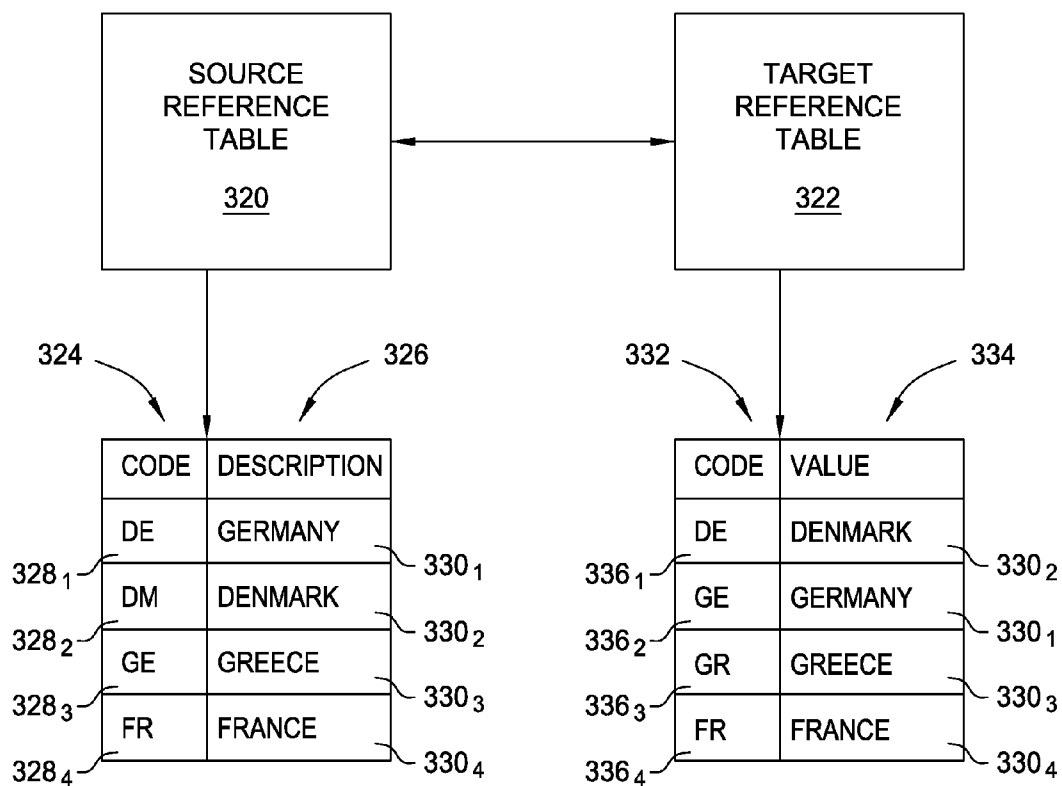 SOURCE
REFERENCE
TABLE
320
TARGET
REFERENCE
TABLE
322
324
326
332
334
CODE DESCRIPTION
DE GERMANY
328₁ 330₁
DM DENMARK
328₂ 330₂
GE GREECE
328₃ 330₃
FR FRANCE
328₄ 330₄
CODE VALUE
DE DENMARK
336₁ 330₂
GE GERMANY
336₂ 330₁
GR GREECE
336₃ 330₃
FR FRANCE
336₄ 330₄